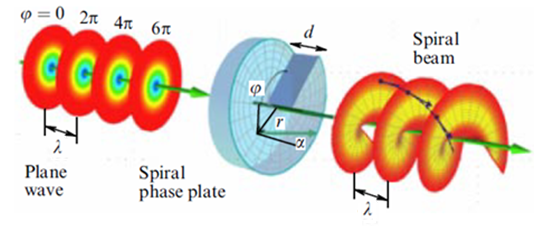 φ = 0 2π 4π 6π
d
Spiral
beam
φ
r
α
λ
Plane
wave
Spiral
phase plate
λ